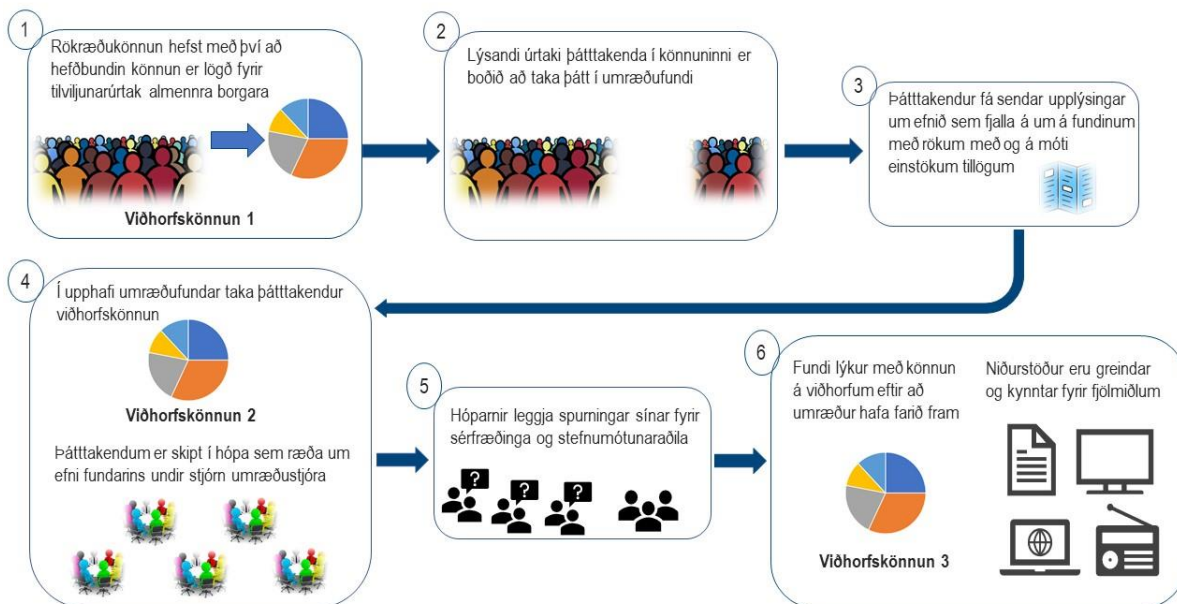 1
Rökræðukönnun hefst með því að
hefðbundin könnun er lögð fyrir
tilviljunarúrtak almennra borgara
Viðhorfskönnun 1
2
Lýsandi úrtaki þátttakenda í könnuninni er
boðið að taka þátt í umræðufundi
3
Þátttakendur fá sendar upplýsingar
um efnið sem fjalla á um á fundinum
með rökum með og á móti
einstökum tillögum
4
Í upphafi umræðufundar taka þátttakendur
viðhorfskönnun
Viðhorfskönnun 2
Þátttakendum er skipt í hópa sem ræða um
efni fundarins undir stjórn umræðustjóra
5
Hóparnir leggja spurningar sínar fyrir
sérfræðinga og stefnumótunaraðila
? ? ?
6
Fundi lýkur með könnun
á viðhorfum eftir að
umræður hafa farið fram
Viðhorfskönnun 3
Niðurstöður eru greindar
og kynntar fyrir fjölmiðlum